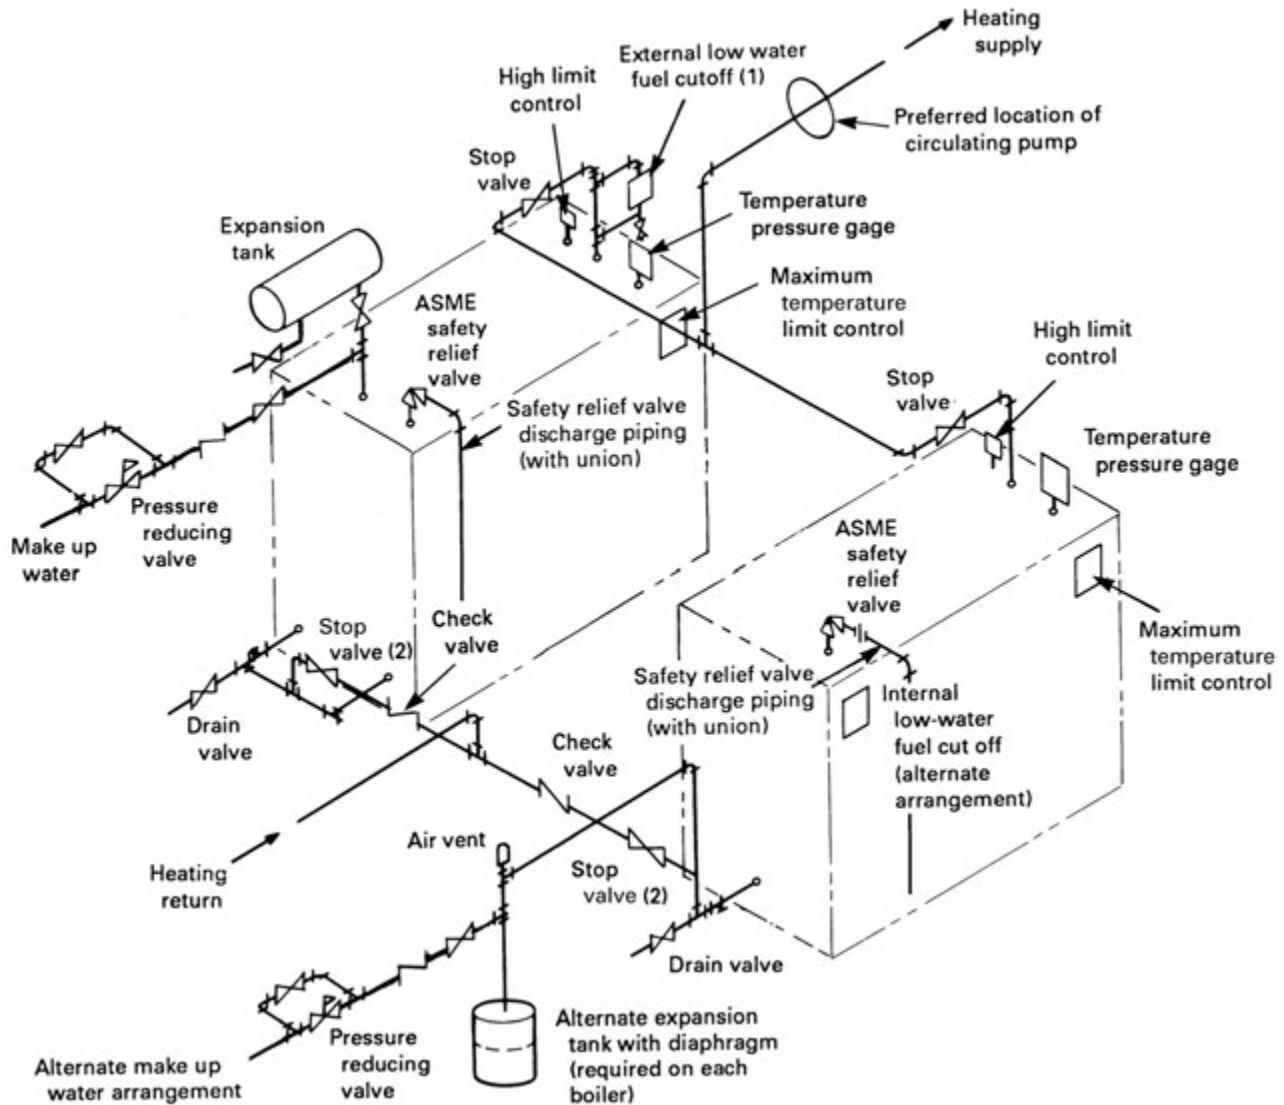 Heating
supply
External low water
fuel cutoff (1)
High limit
control
Preferred location of
circulating pump
Stop
valve
Temperature
pressure gage
Expansion
tank
Maximum
temperature
limit control
ASME
safety
relief
valve
High limit
control
Stop
valve
Safety relief valve
discharge piping
(with union)
Temperature
pressure gage
Pressure
reducing
valve
Make up
water
ASME
safety
relief
valve
Stop
valve (2)
Check
valve
Maximum
temperature
limit control
Safety relief valve
discharge piping
(with union)
Internal
low-water
fuel cut off
(alternate
arrangement)
Drain
valve
Check
valve
Air vent
Heating
return
Stop
valve (2)
Drain valve
Alternate expansion
tank with diaphragm
(required on each
boiler)
Pressure
reducing
valve
Alternate make up
water arrangement